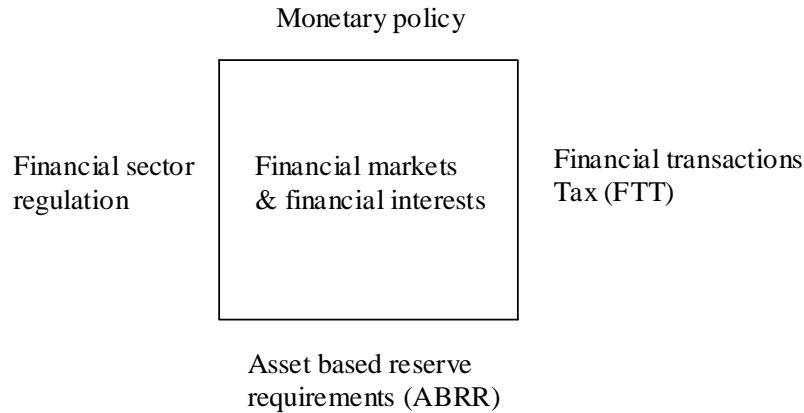 Monetary policy
Financial sector
regulation
Financial markets
& financial interests
Financial transactions
Tax (FTT)
Asset based reserve
requirements (ABRR)